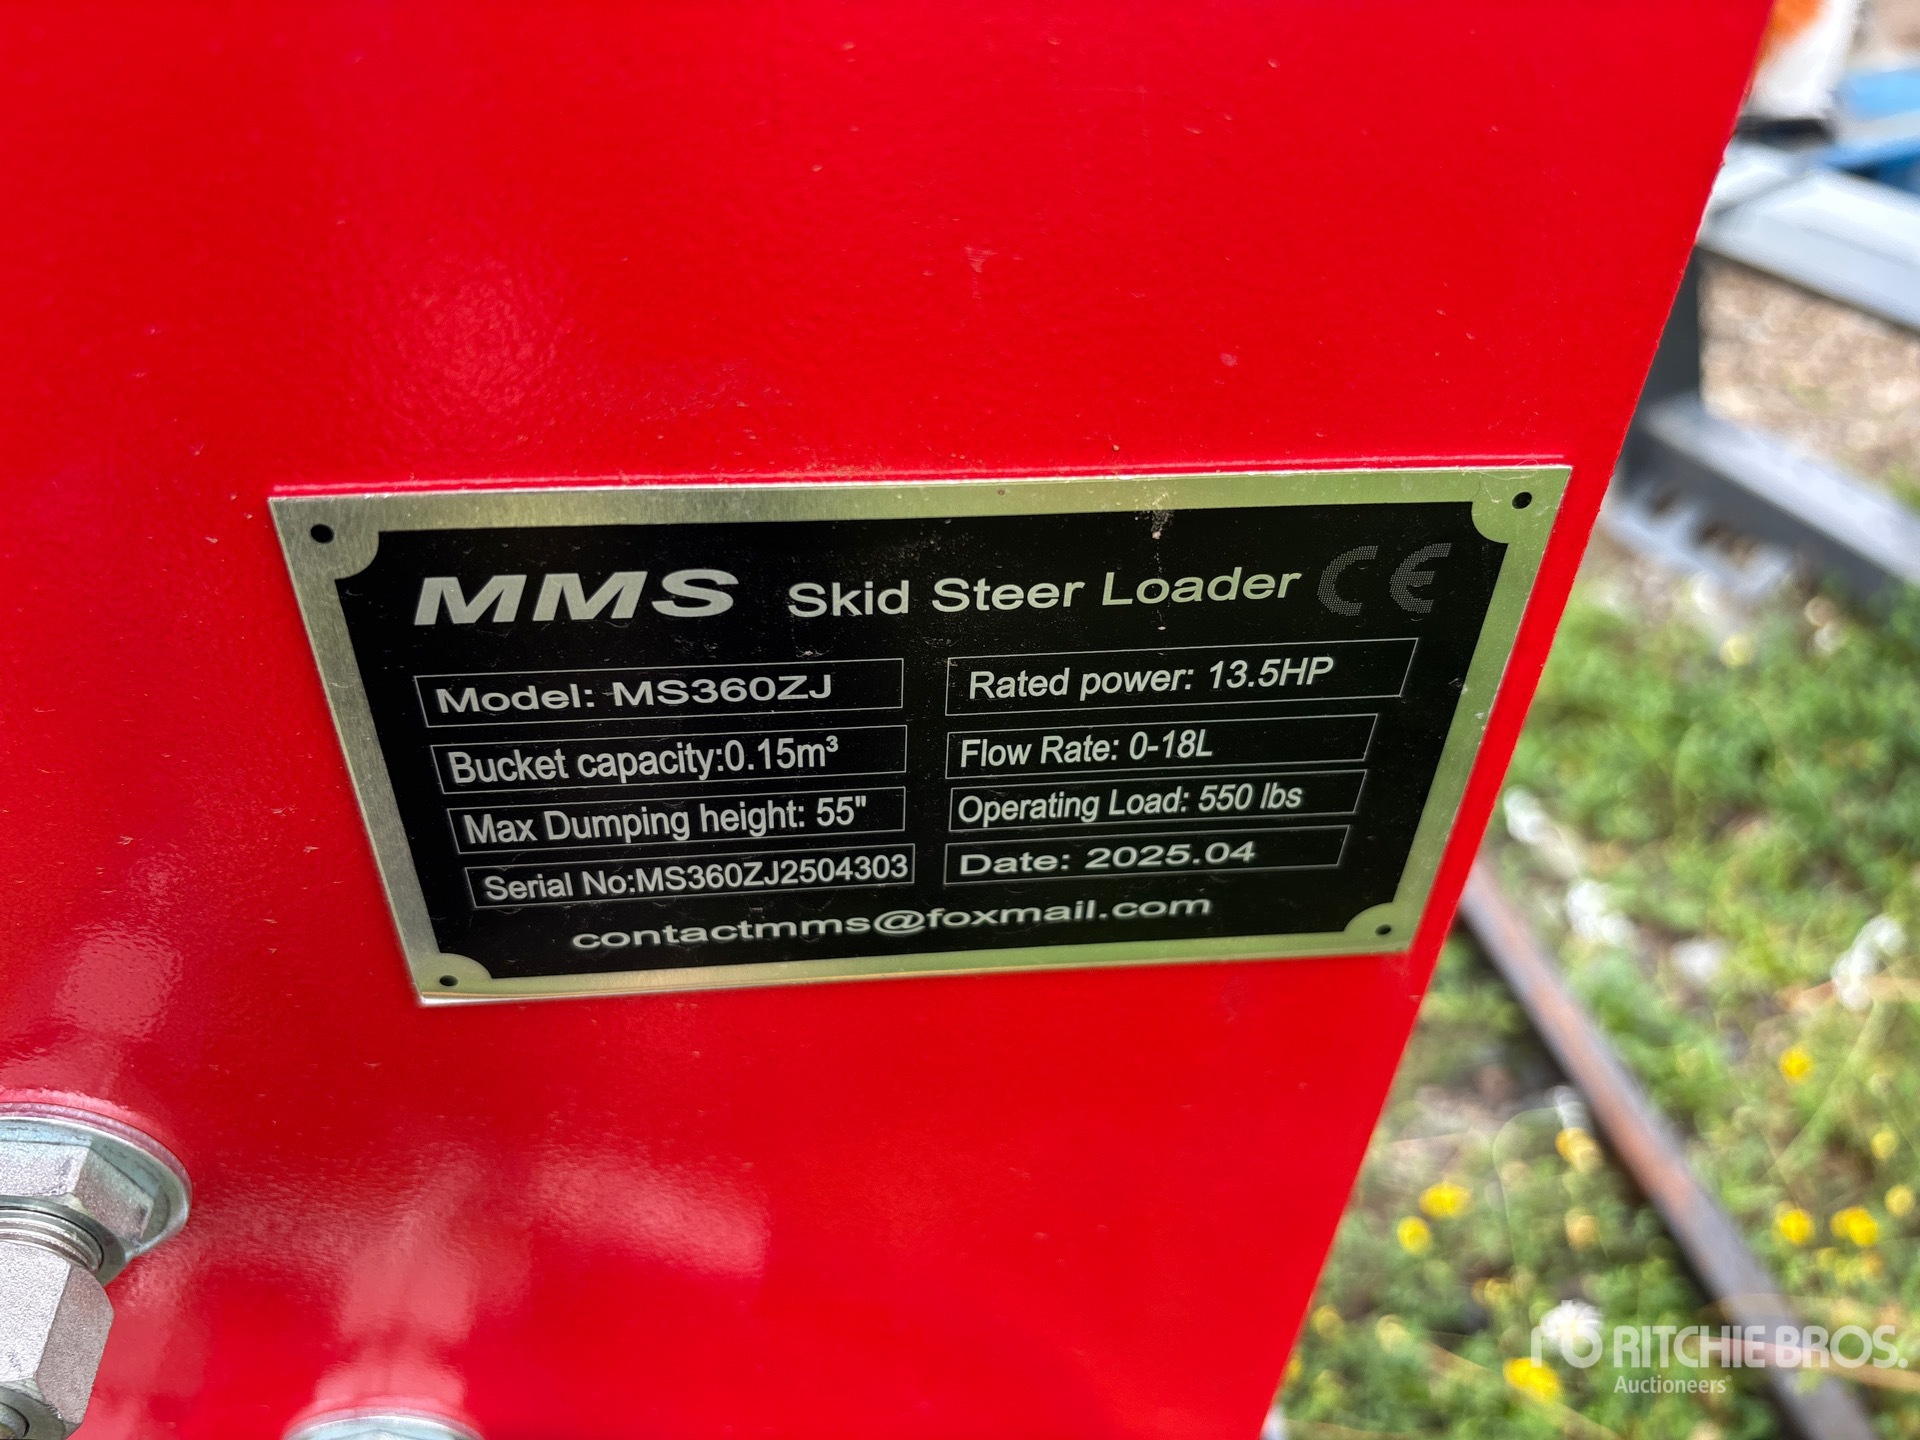 MMS Skid Steer Loader CE
Model: MS360ZJ
Rated power: 13.5HP
Bucket capacity:0.15m³
Flow Rate: 0-18L
Max Dumping height: 55"
Operating Load: 550 lbs
Serial No:MS360ZJ2504303
Date: 2025.04
contactmms@foxmail.com
RITCHIE BROS.
Auctioneers